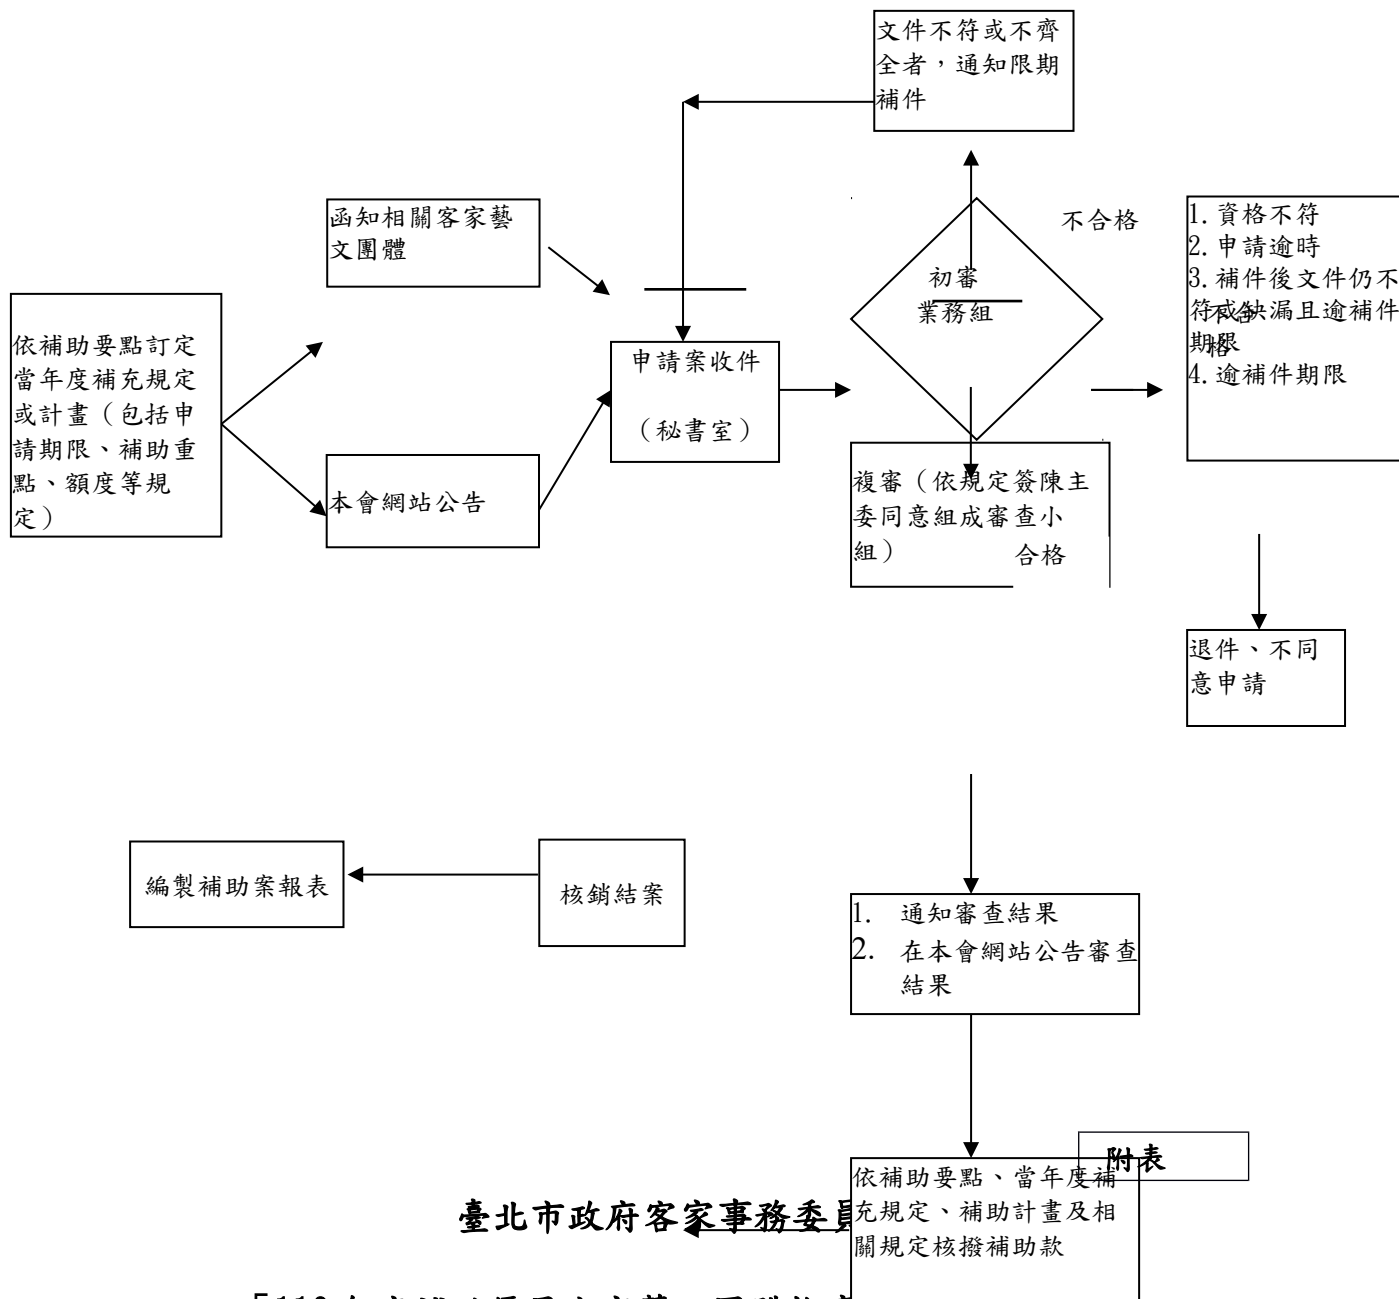 文件不符或不齊
全者，通知限期
補件
函知相關客家藝
文團體
不合格
1. 資格不符
2. 申請逾時
3. 補件後文件仍不
符或缺漏且逾補件
期限
4. 逾補件期限
不合
格
初審
業務組
依補助要點訂定
當年度補充規定
或計畫（包括申
請期限、補助重
點、額度等規
定）
申請案收件
（秘書室）
本會網站公告
複審（依規定簽陳主
委同意組成審查小
組）
合格
退件、不同
意申請
編製補助案報表
核銷結案
1. 通知審查結果
2. 在本會網站公告審查
結果
附表
依補助要點、當年度補
充規定、補助計畫及相
關規定核撥補助款
臺北市政府客家事務委員